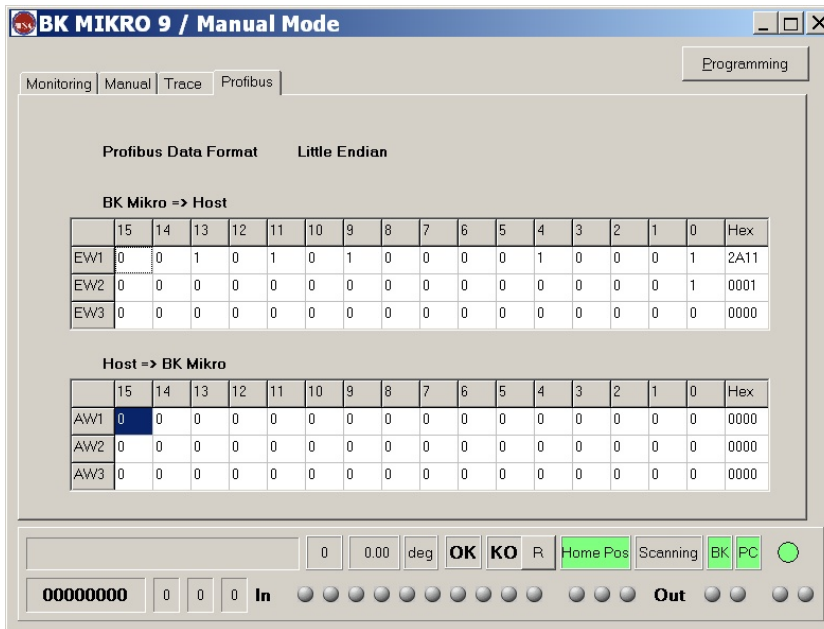 BK MIKRO 9 / Manual Mode
Programming
Monitoring Manual Trace Profibus
Profibus Data Format Little Endian
BK Mikro => Host
15 14 13 12 11 10 9 8 7 6 5 4 3 2 1 0 Hex
EW1 0 0 1 0 1 0 1 0 0 0 0 1 0 0 0 1 2A11
EW2 0 0 0 0 0 0 0 0 0 0 0 0 0 0 0 1 0001
EW3 0 0 0 0 0 0 0 0 0 0 0 0 0 0 0 0 0000
Host => BK Mikro
15 14 13 12 11 10 9 8 7 6 5 4 3 2 1 0 Hex
AW1 0 0 0 0 0 0 0 0 0 0 0 0 0 0 0 0 0000
AW2 0 0 0 0 0 0 0 0 0 0 0 0 0 0 0 0 0000
AW3 0 0 0 0 0 0 0 0 0 0 0 0 0 0 0 0 0000
0 0.00 deg OK KO R Home Pos Scanning BK PC
00000000 0 0 0 In Out